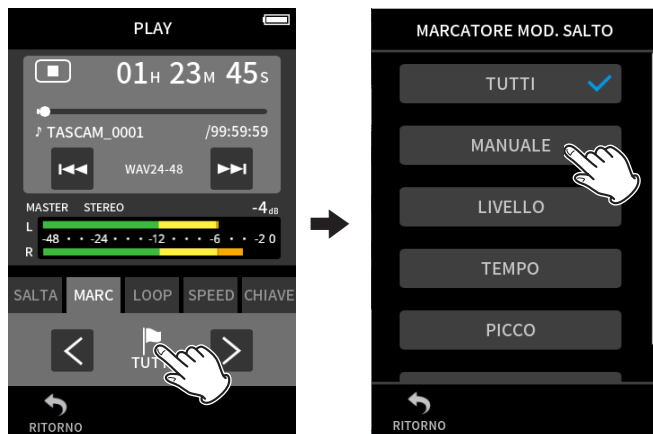 PLAY
01H 23M 45S
TASCAM_0001 /99:59:59
WAV24-48
MASTER STEREO -4dB
L
-48 -24 -12 -6 -2 0
R
SALTA MARC LOOP SPEED CHIAVE
RITORNO
MARCATORE MOD. SALTO
TUTTI
MANUALE
LIVELLO
TEMPO
PICCO
RITORNO